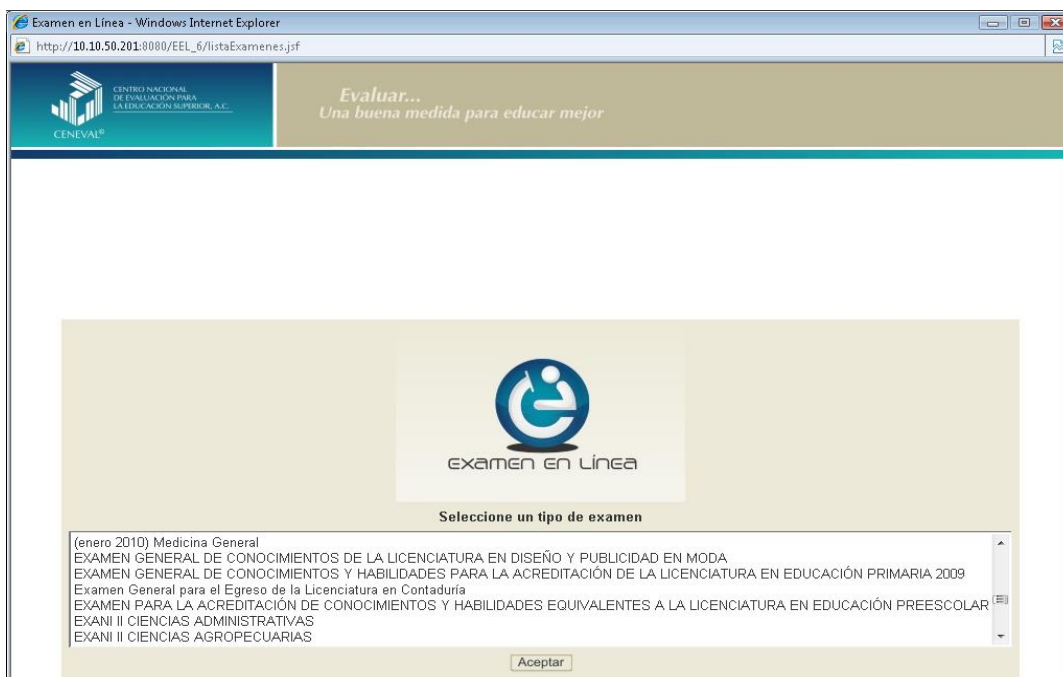 Examen en Línea - Windows Internet Explorer
http://10.10.50.201:8080/EEL_6/listaExamenes.jsf
CENTRO NACIONAL
DE EVALUACIÓN PARA
LA EDUCACIÓN SUPERIOR, A.C.
CENEVAL®
Evaluar...
Una buena medida para educar mejor
examen en Línea
Seleccione un tipo de examen
(enero 2010) Medicina General
EXAMEN GENERAL DE CONOCIMIENTOS DE LA LICENCIATURA EN DISEÑO Y PUBLICIDAD EN MODA
EXAMEN GENERAL DE CONOCIMIENTOS Y HABILIDADES PARA LA ACREDITACIÓN DE LA LICENCIATURA EN EDUCACIÓN PRIMARIA 2009
Examen General para el Egreso de la Licenciatura en Contaduría
EXAMEN PARA LA ACREDITACIÓN DE CONOCIMIENTOS Y HABILIDADES EQUIVALENTES A LA LICENCIATURA EN EDUCACIÓN PREESCOLAR
EXANI II CIENCIAS ADMINISTRATIVAS
EXANI II CIENCIAS AGROPECUARIAS
Aceptar